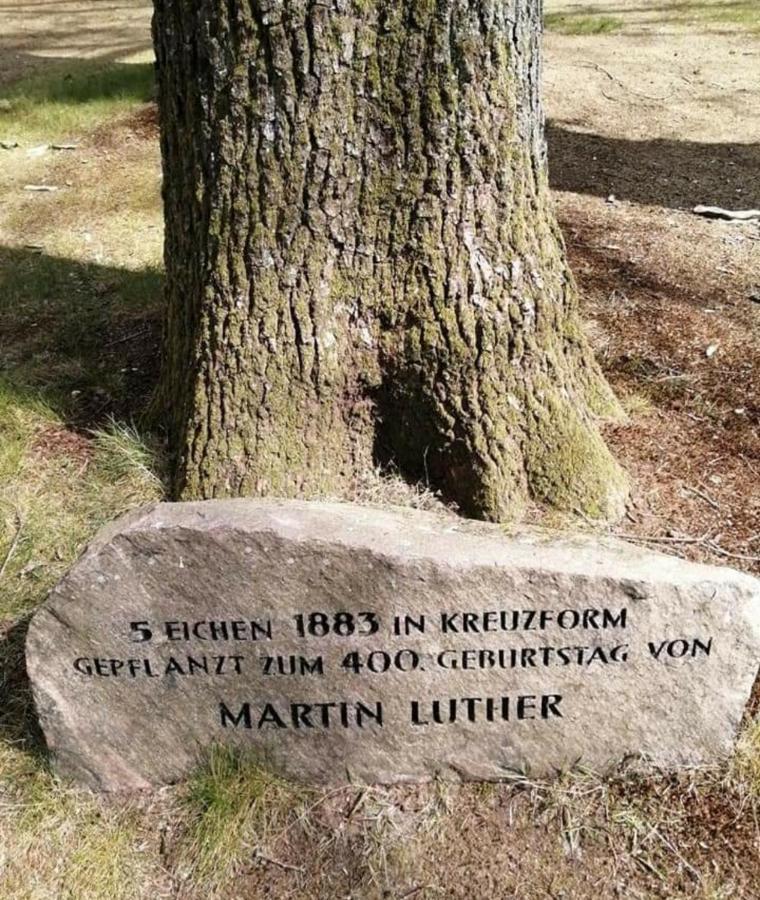 5 EICHEN 1883 IN KREUZFORM
GEPFLANZT ZUM 400. GEBURTSTAG VON
MARTIN LUTHER